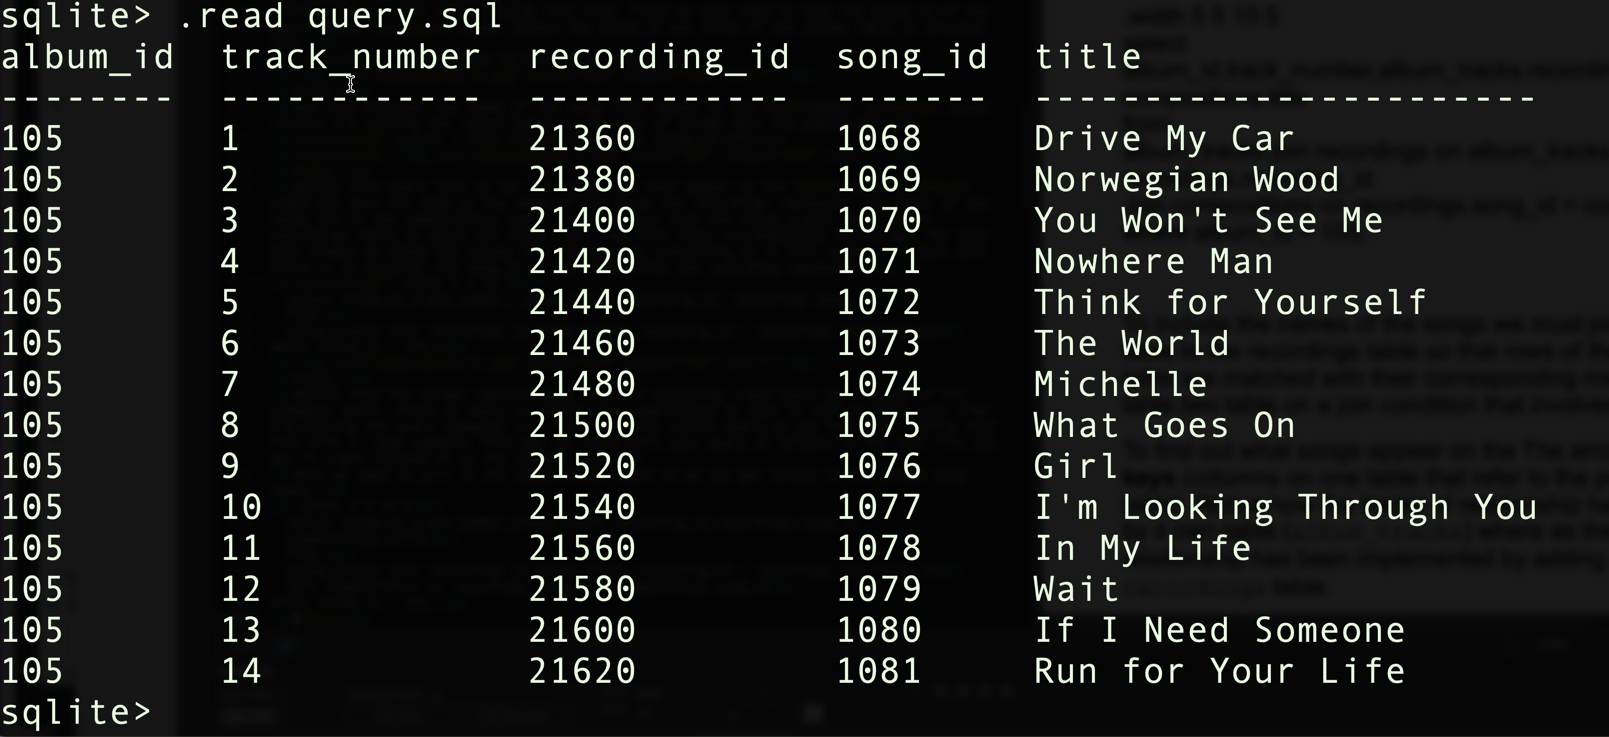 sqlite> .read query.sql
album_id  track_number  recording_id  song_id  title
--------  ------------  ------------  -------  -----------------------
105       1             21360         1068     Drive My Car
105       2             21380         1069     Norwegian Wood
105       3             21400         1070     You Won't See Me
105       4             21420         1071     Nowhere Man
105       5             21440         1072     Think for Yourself
105       6             21460         1073     The World
105       7             21480         1074     Michelle
105       8             21500         1075     What Goes On
105       9             21520         1076     Girl
105       10            21540         1077     I'm Looking Through You
105       11            21560         1078     In My Life
105       12            21580         1079     Wait
105       13            21600         1080     If I Need Someone
105       14            21620         1081     Run for Your Life
sqlite>